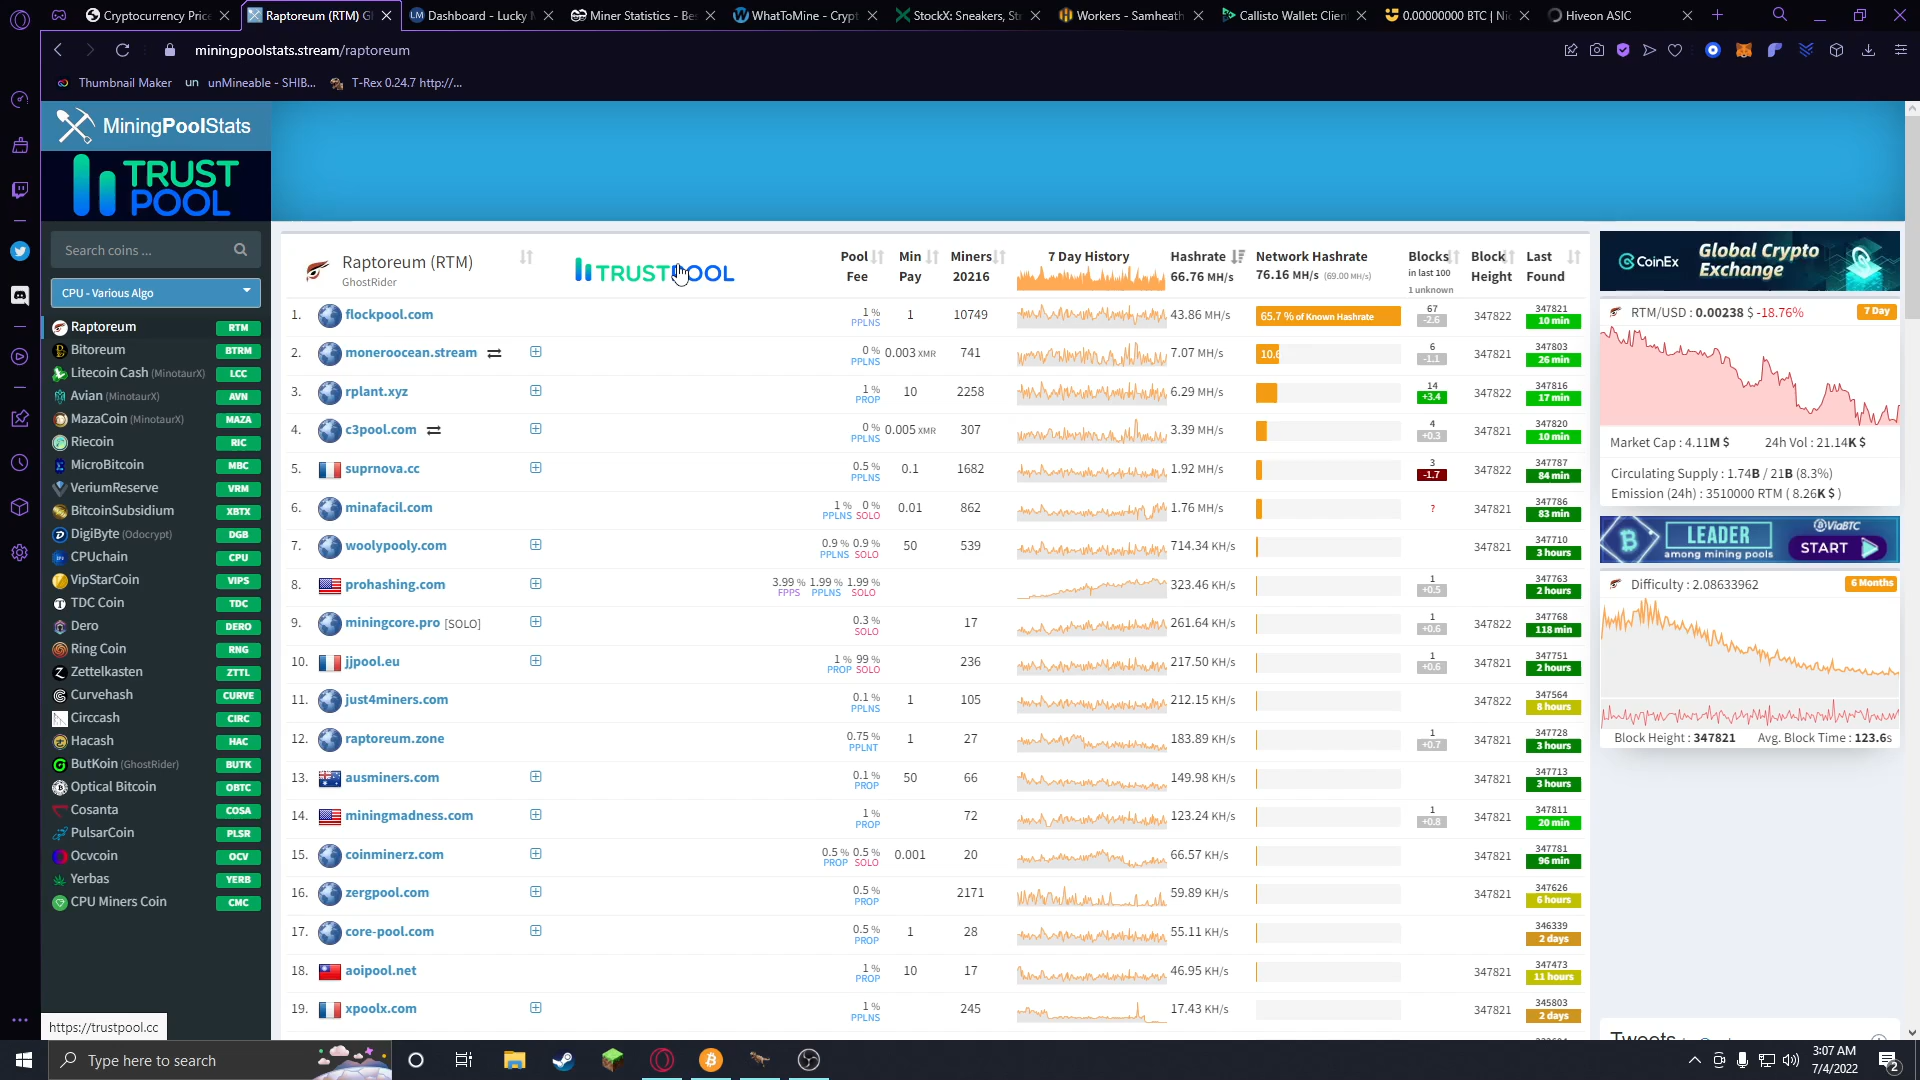 Cryptocurrency Price
Raptoreum (RTM) Gh
Dashboard - Lucky M
Miner Statistics - Be
WhatToMine - Crypt
StockX: Sneakers, St
Workers - Samheath
Callisto Wallet: Clien
0.00000000 BTC | Nic
Hiveon ASIC
miningpoolstats.stream/raptoreum
Thumbnail Maker
un unMineable - SHIB...
T-Rex 0.24.7 http://...
MiningPoolStats
TRUST
POOL
Search coins ...
CPU - Various Algo
Raptoreum RTM
Bitoreum BTRM
Litecoin Cash (MinotaurX) LCC
Avian (MinotaurX) AVN
MazaCoin (MinotaurX) MAZA
Riecoin RIC
MicroBitcoin MBC
VeriumReserve VRM
BitcoinSubsidium XBTX
DigiByte (Odocrypt) DGB
CPUchain CPU
VipStarCoin VIPS
TDC Coin TDC
Dero DERO
Ring Coin RNG
Zettelkasten ZTTL
Curvehash CURVE
Circcash CIRC
Hacash HAC
ButKoin (GhostRider) BUTK
Optical Bitcoin OBTC
Cosanta COSA
PulsarCoin PLSR
Ocvcoin OCV
Yerbas YERB
CPU Miners Coin CMC
Raptoreum (RTM)
GhostRider
TRUSTPOOL
Pool Fee
Min Pay
Miners 20216
7 Day History
Hashrate 66.76 MH/s
Network Hashrate 76.16 MH/s (69.00 MH/s)
Blocks in last 100 1 unknown
Block Height
Last Found
1. flockpool.com 1 % PPLNS 1 10749 43.86 MH/s 65.7 % of Known Hashrate 67 -2.6 347822 347821 10 min
2. moneroocean.stream 0 % PPLNS 0.003 XMR 741 7.07 MH/s 10.6 6 -1.1 347821 347803 26 min
3. rplant.xyz 1 % PROP 10 2258 6.29 MH/s 14 +3.4 347822 347816 17 min
4. c3pool.com 0 % PPLNS 0.005 XMR 307 3.39 MH/s 4 +0.3 347821 347820 10 min
5. suprnova.cc 0.5 % PPLNS 0.1 1682 1.92 MH/s 3 -1.7 347822 347787 84 min
6. minafacil.com 1 % PPLNS 0 % SOLO 0.01 862 1.76 MH/s ? 347821 347786 83 min
7. woolypooly.com 0.9 % PPLNS 0.9 % SOLO 50 539 714.34 KH/s 347821 347710 3 hours
8. prohashing.com 3.99 % FPPS 1.99 % PPLNS 1.99 % SOLO 323.46 KH/s 1 +0.5 347821 347763 2 hours
9. miningcore.pro [SOLO] 0.3 % SOLO 17 261.64 KH/s 1 +0.6 347822 347768 118 min
10. jjpool.eu 1 % PROP 99 % SOLO 236 217.50 KH/s 1 +0.6 347821 347751 2 hours
11. just4miners.com 0.1 % PPLNS 1 105 212.15 KH/s 347822 347564 8 hours
12. raptoreum.zone 0.75 % PPLNT 1 27 183.89 KH/s 1 +0.7 347821 347728 3 hours
13. ausminers.com 0.1 % PROP 50 66 149.98 KH/s 347821 347713 3 hours
14. miningmadness.com 1 % PROP 72 123.24 KH/s 1 +0.8 347821 347811 20 min
15. coinminerz.com 0.5 % PROP 0.5 % SOLO 0.001 20 66.57 KH/s 347821 347781 96 min
16. zergpool.com 0.5 % PROP 2171 59.89 KH/s 347821 347626 6 hours
17. core-pool.com 0.5 % PROP 1 28 55.11 KH/s 346339 2 days
18. aoipool.net 1 % PROP 10 17 46.95 KH/s 347821 347473 11 hours
19. xpoolx.com 1 % PPLNS 245 17.43 KH/s 347821 345803 2 days
CoinEx Global Crypto Exchange
RTM/USD : 0.00238 $ -18.76% 7 Day
Market Cap : 4.11M $ 24h Vol : 21.14K $
Circulating Supply : 1.74B / 21B (8.3%)
Emission (24h) : 3510000 RTM ( 8.26K $ )
LEADER among mining pools ViaBTC START
Difficulty : 2.08633962 6 Months
Block Height : 347821 Avg. Block Time : 123.6s
Tweets
https://trustpool.cc
Type here to search
3:07 AM
7/4/2022
2